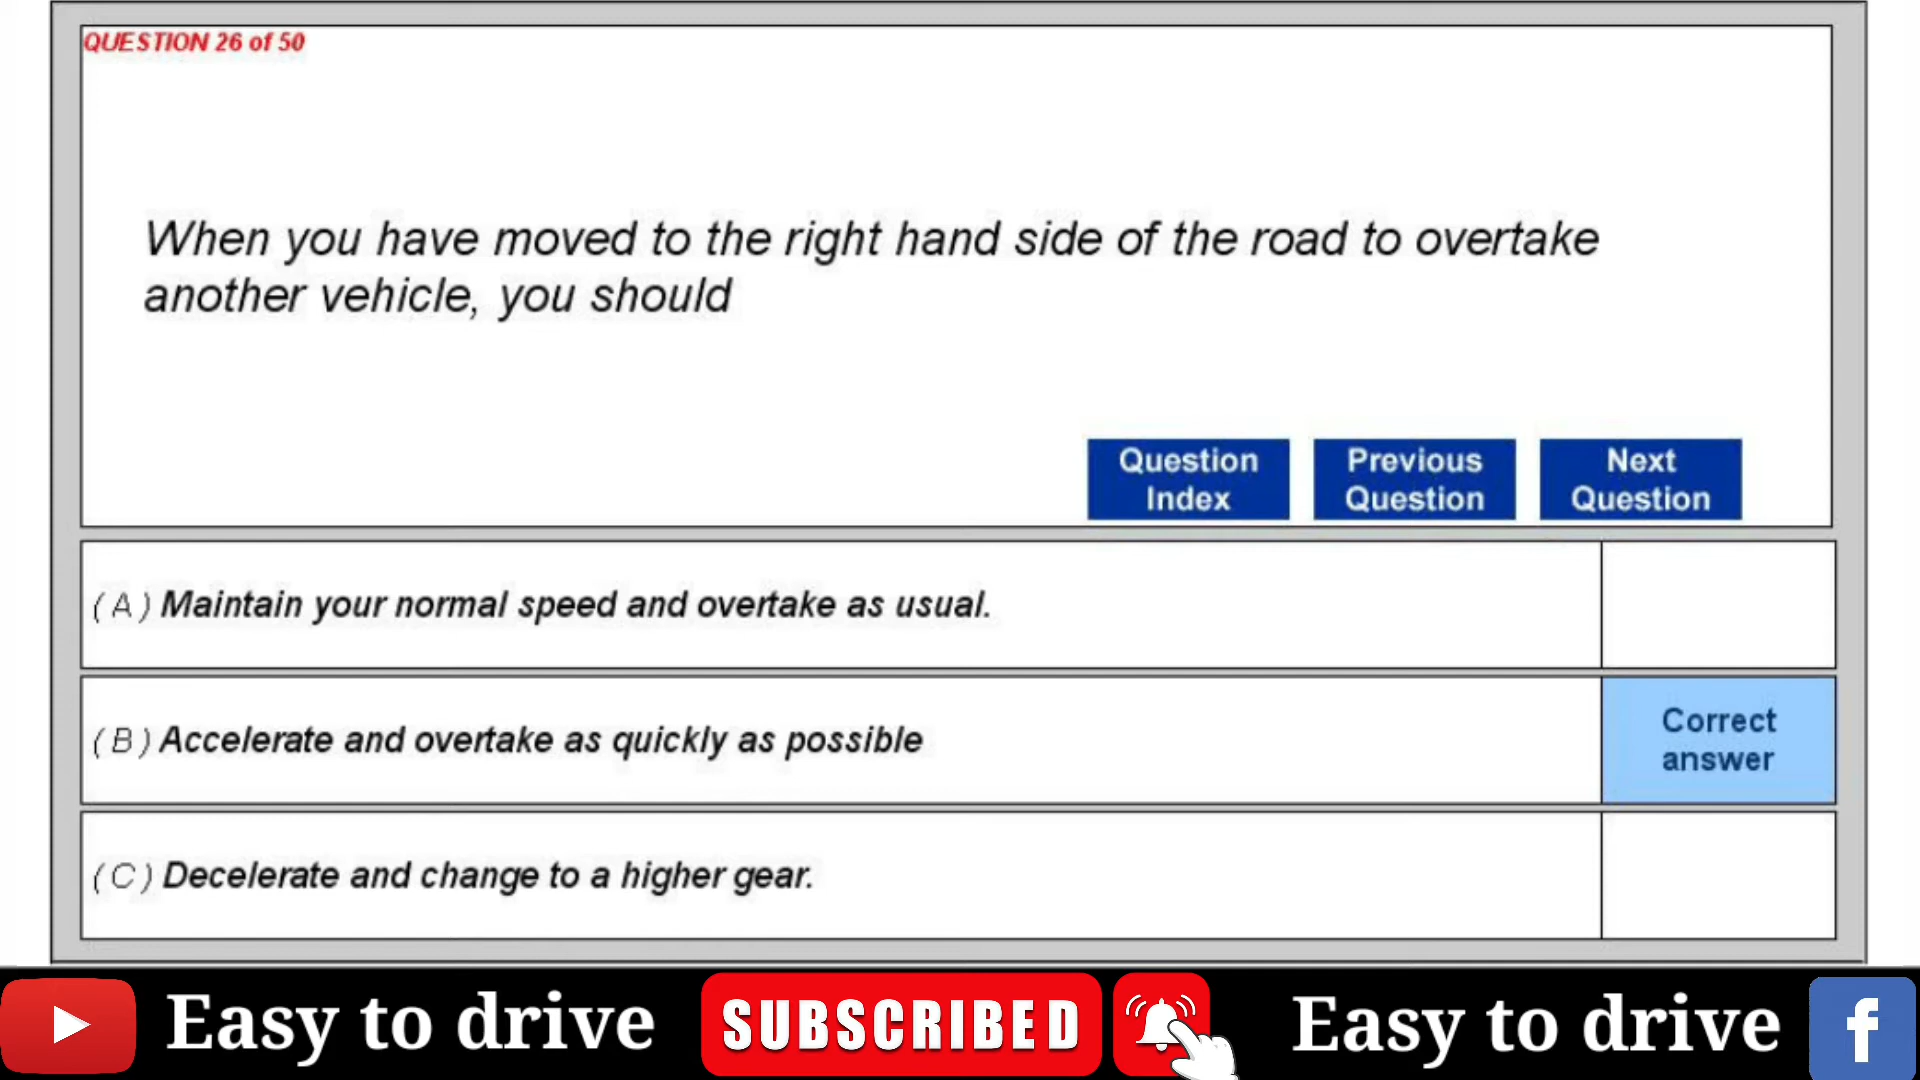 QUESTION 26 of 50
When you have moved to the right hand side of the road to overtake
another vehicle, you should
Question
Index
Previous
Question
Next
Question
(A) Maintain your normal speed and overtake as usual.
(B) Accelerate and overtake as quickly as possible
Correct
answer
(C) Decelerate and change to a higher gear.
Easy to drive
SUBSCRIBED
Easy to drive
f